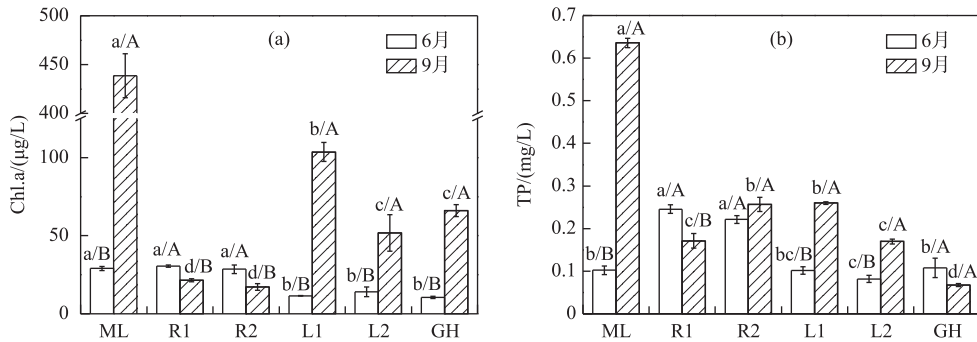 500
450
400
100
50
0
Chl.a/(μg/L)
(a)
6月
9月
a/A
a/B
a/A
d/B
a/A
d/B
b/A
b/B
c/A
b/B
c/A
b/B
ML R1 R2 L1 L2 GH
0.7
0.6
0.5
0.4
0.3
0.2
0.1
0
TP/(mg/L)
(b)
6月
9月
a/A
b/B
a/A
c/B
a/A
b/A
b/A
bc/B
c/A
c/B
b/A
d/A
ML R1 R2 L1 L2 GH